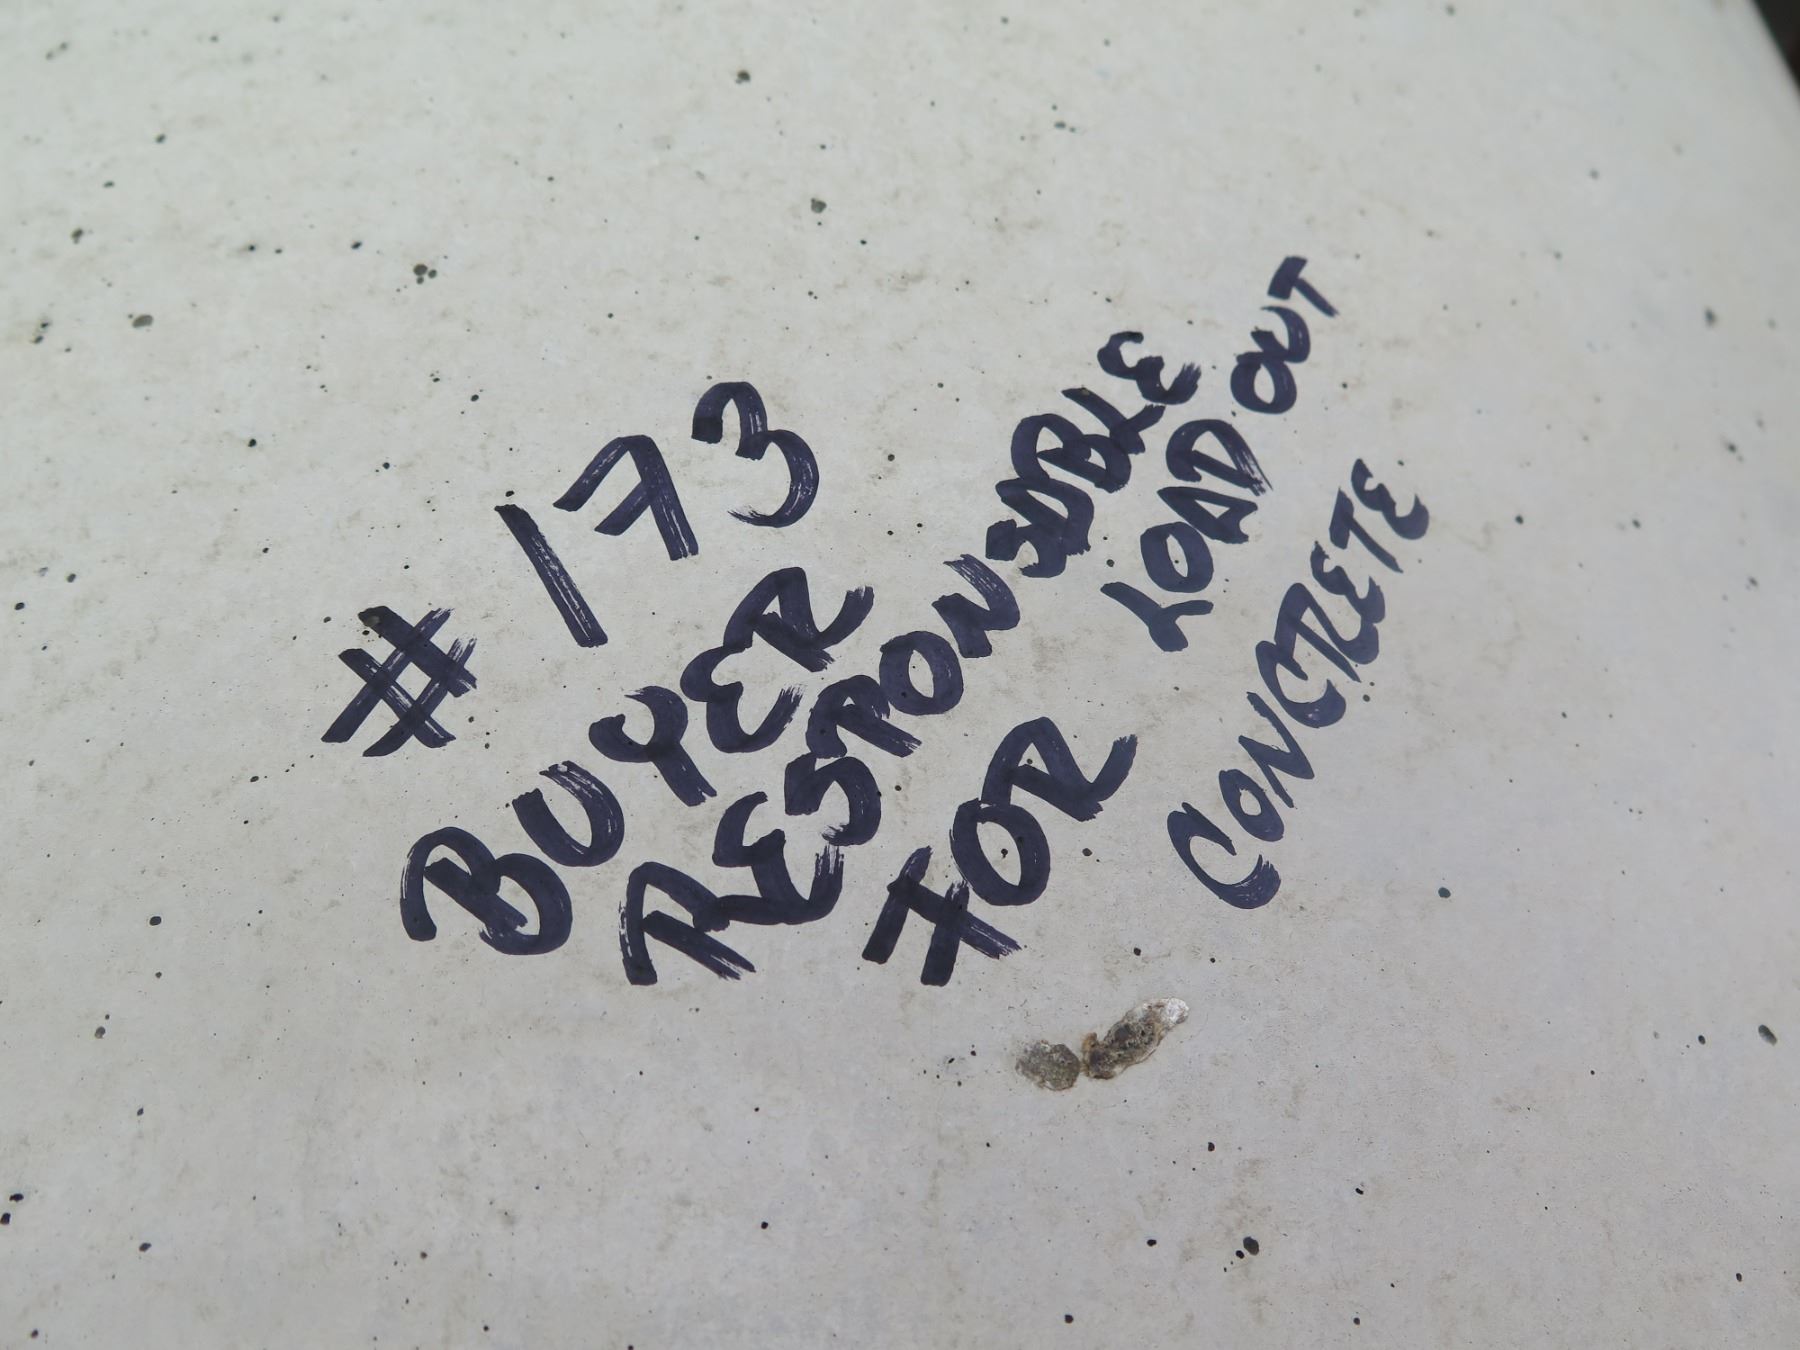 # 173
BUYER
RESPONSIBLE
FOR LOAD OUT
CONCRETE